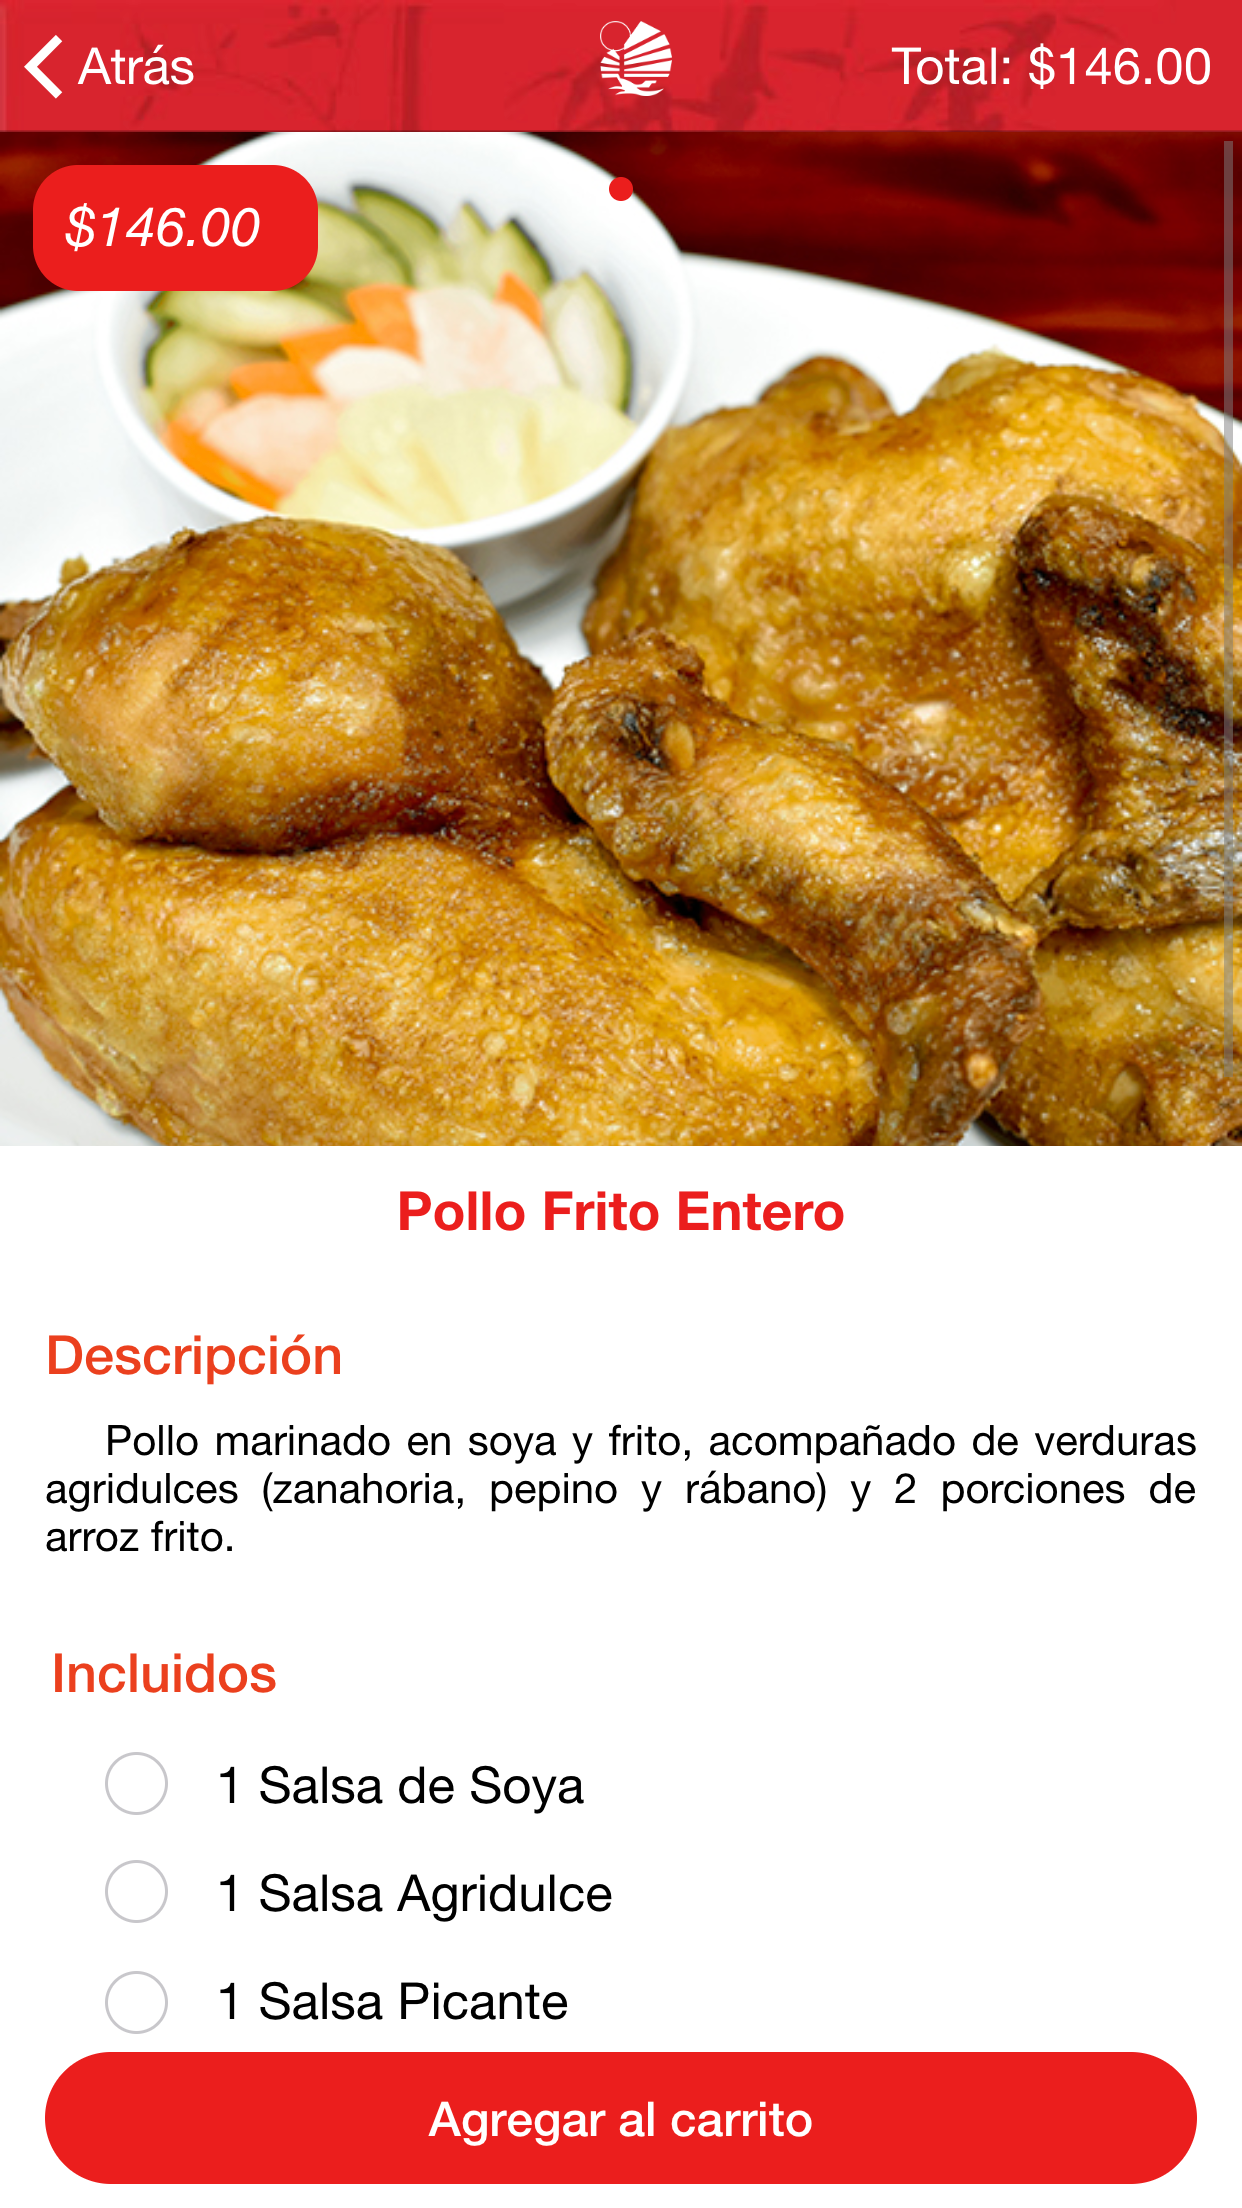 Atrás
Total: $146.00
$146.00
Pollo Frito Entero
Descripción
Pollo marinado en soya y frito, acompañado de verduras
agridulces (zanahoria, pepino y rábano) y 2 porciones de
arroz frito.
Incluidos
1 Salsa de Soya
1 Salsa Agridulce
1 Salsa Picante
Agregar al carrito